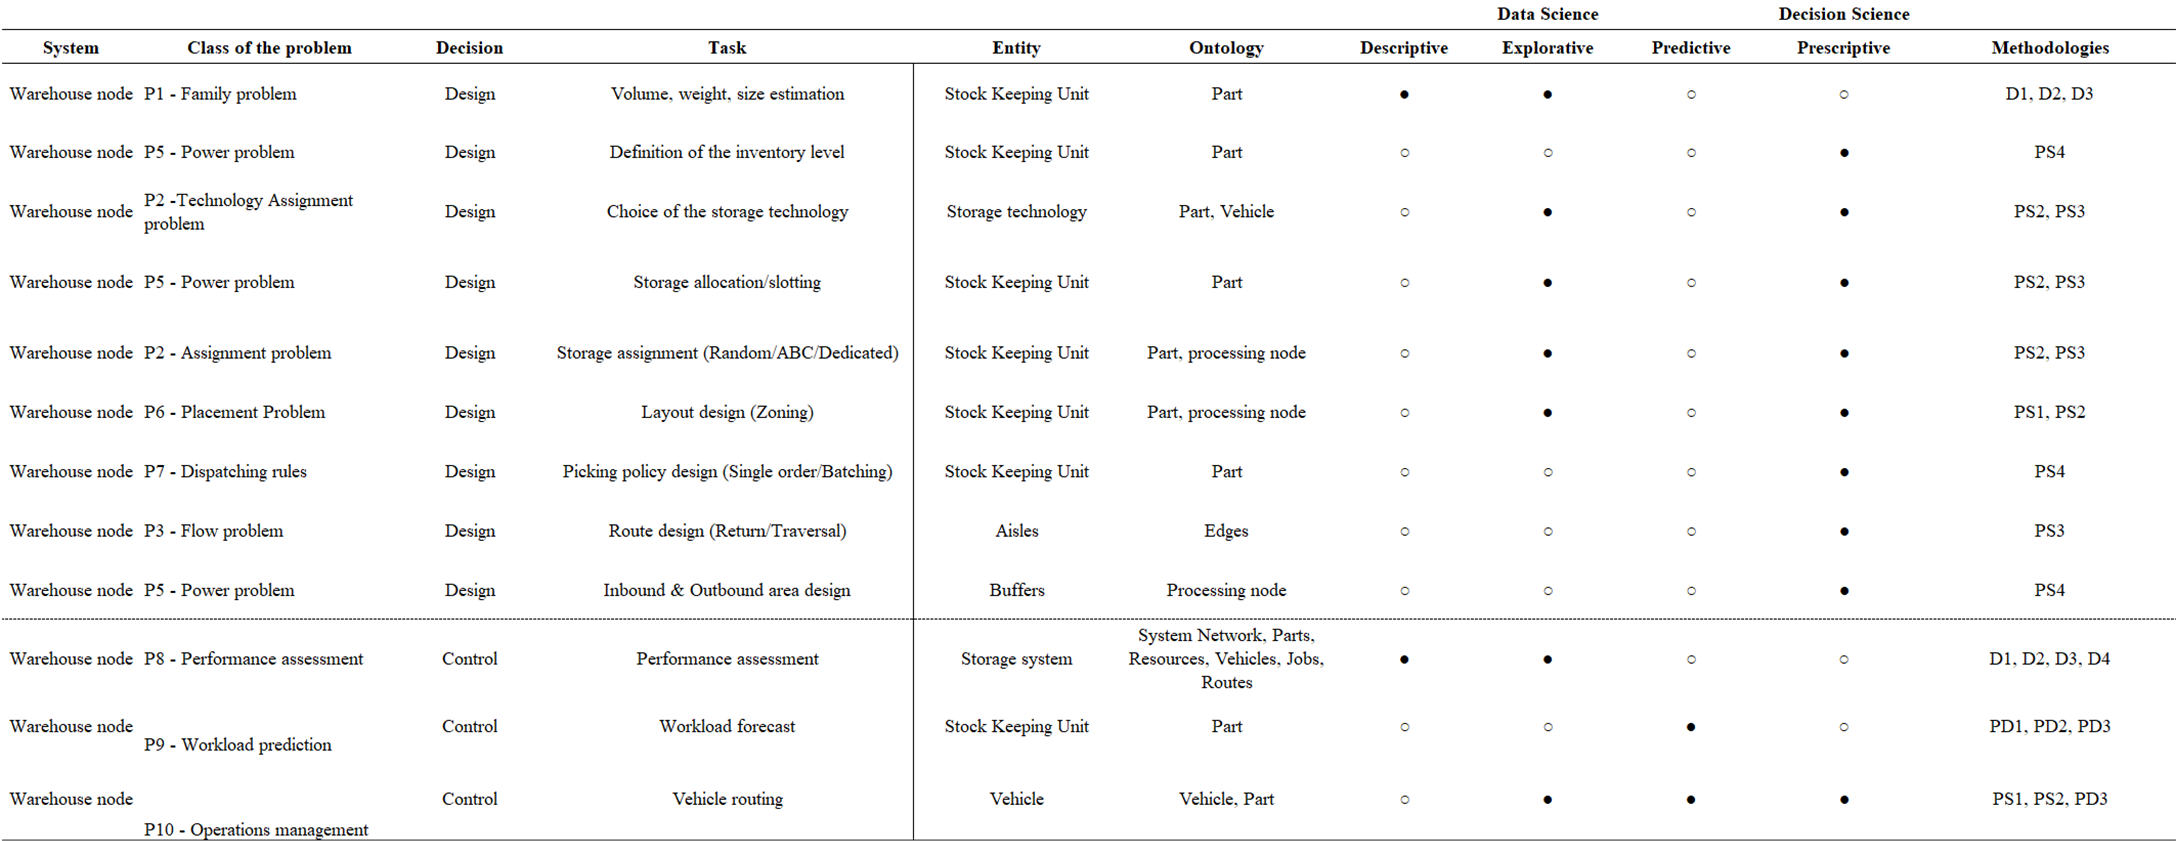 Data Science Decision Science
System Class of the problem Decision Task Entity Ontology Descriptive Explorative Predictive Prescriptive Methodologies
Warehouse node P1 - Family problem Design Volume, weight, size estimation Stock Keeping Unit Part ● ● ○ ○ D1, D2, D3
Warehouse node P5 - Power problem Design Definition of the inventory level Stock Keeping Unit Part ○ ○ ○ ● PS4
Warehouse node P2 -Technology Assignment
problem Design Choice of the storage technology Storage technology Part, Vehicle ○ ● ○ ● PS2, PS3
Warehouse node P5 - Power problem Design Storage allocation/slotting Stock Keeping Unit Part ○ ● ○ ● PS2, PS3
Warehouse node P2 - Assignment problem Design Storage assignment (Random/ABC/Dedicated) Stock Keeping Unit Part, processing node ○ ● ○ ● PS2, PS3
Warehouse node P6 - Placement Problem Design Layout design (Zoning) Stock Keeping Unit Part, processing node ○ ● ○ ● PS1, PS2
Warehouse node P7 - Dispatching rules Design Picking policy design (Single order/Batching) Stock Keeping Unit Part ○ ○ ○ ● PS4
Warehouse node P3 - Flow problem Design Route design (Return/Traversal) Aisles Edges ○ ○ ○ ● PS3
Warehouse node P5 - Power problem Design Inbound & Outbound area design Buffers Processing node ○ ○ ○ ● PS4
Warehouse node P8 - Performance assessment Control Performance assessment Storage system System Network, Parts,
Resources, Vehicles, Jobs,
Routes ● ● ○ ○ D1, D2, D3, D4
Warehouse node P9 - Workload prediction Control Workload forecast Stock Keeping Unit Part ○ ○ ● ○ PD1, PD2, PD3
Warehouse node P10 - Operations management Control Vehicle routing Vehicle Vehicle, Part ○ ● ● ● PS1, PS2, PD3